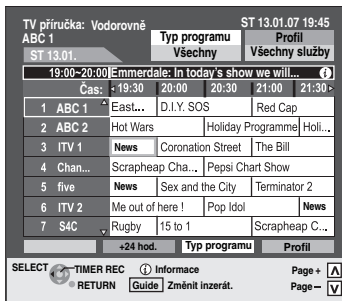 TV příručka: Vodorovně ST 13.01.07 19:45
ABC 1 Typ programu Profil
ST 13.01. Všechny Všechny služby
19:00~20:00 Emmerdale: In today's show we will...
Čas: 19:30 20:00 20:30 21:00 21:30
1 ABC 1 East... D.I.Y. SOS Red Cap
2 ABC 2 Hot Wars Holiday Programme Holi...
3 ITV 1 News Coronation Street The Bill
4 Chan... Scrapheap Cha... Pepsi Chart Show
5 five News Sex and the City Terminator 2
6 ITV 2 Me out of here ! Pop Idol News
7 S4C Rugby 15 to 1 Scrapheap C...
+24 hod. Typ programu Profil
SELECT TIMER REC i Informace Page +
RETURN Guide Změnit inzerát. Page −